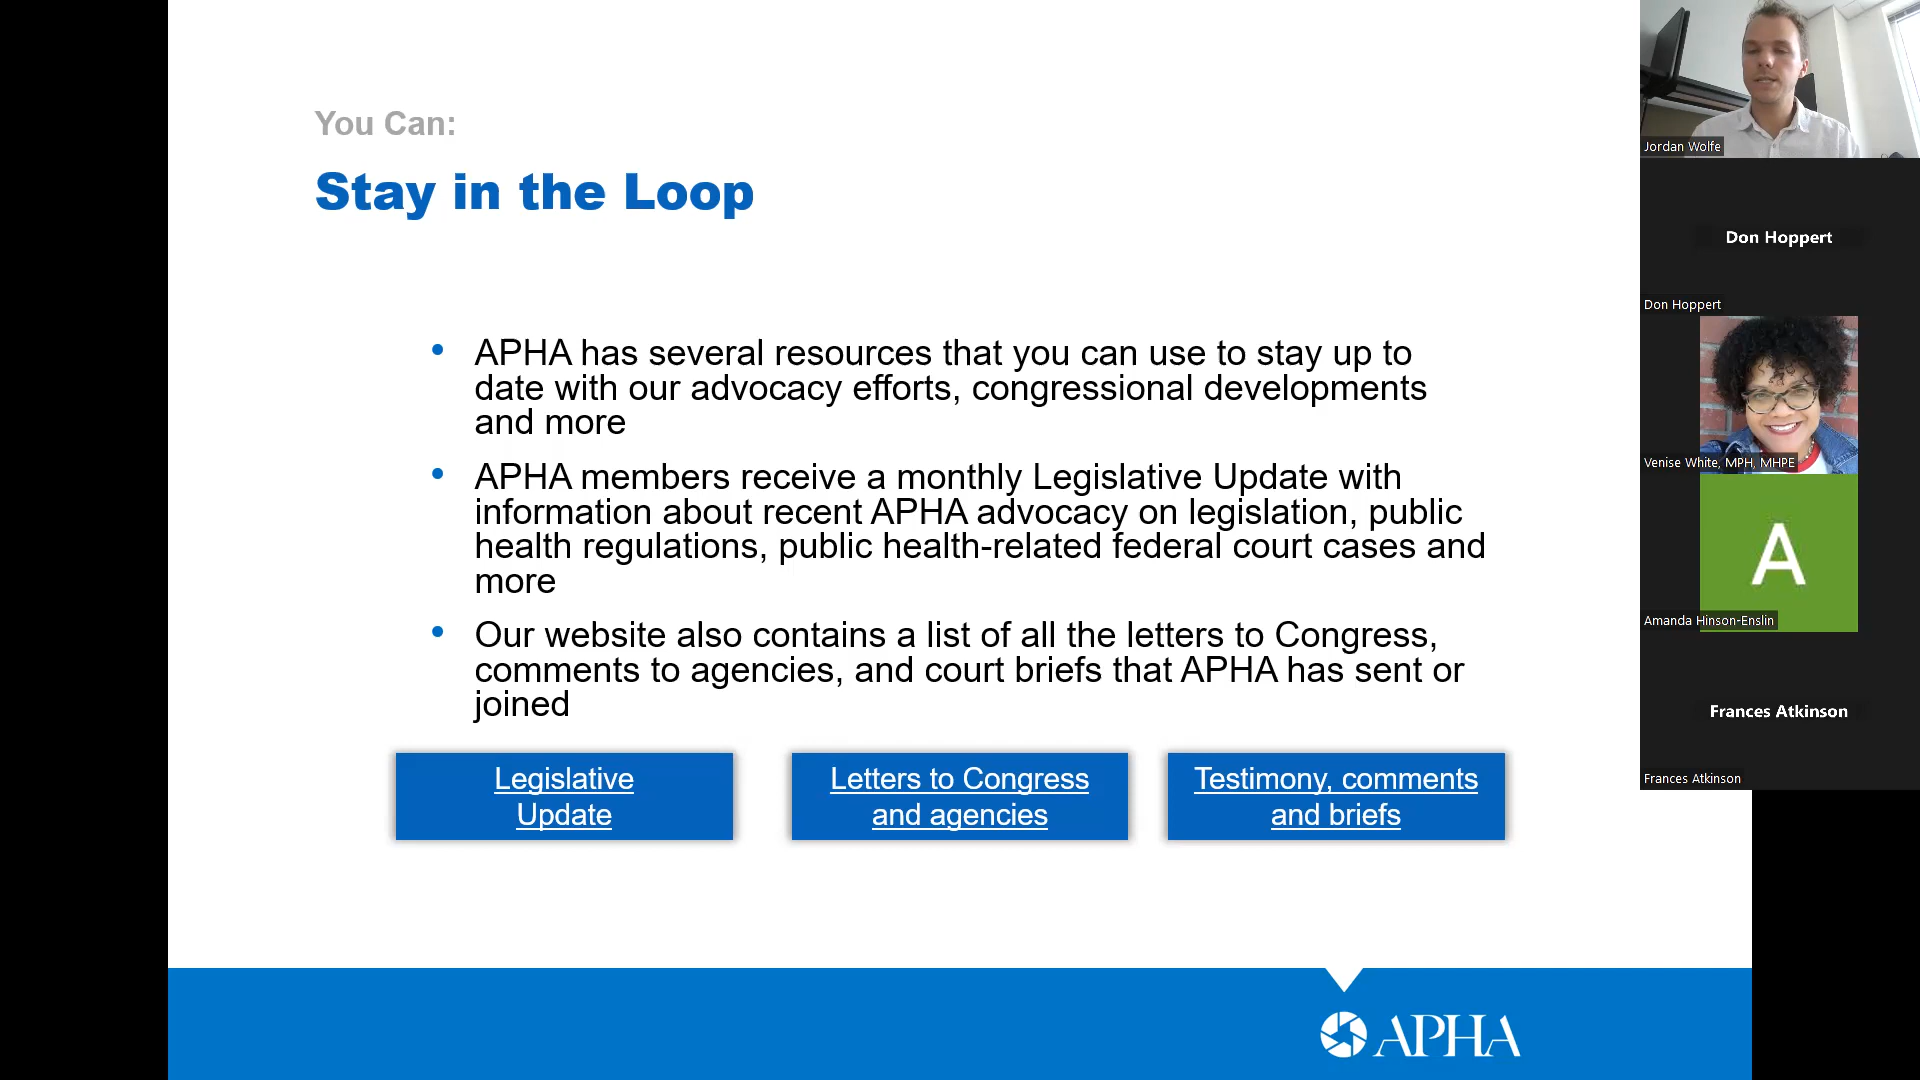 You Can:
Stay in the Loop
• APHA has several resources that you can use to stay up to
date with our advocacy efforts, congressional developments
and more
• APHA members receive a monthly Legislative Update with
information about recent APHA advocacy on legislation, public
health regulations, public health-related federal court cases and
more
• Our website also contains a list of all the letters to Congress,
comments to agencies, and court briefs that APHA has sent or
joined
Legislative
Update
Letters to Congress
and agencies
Testimony, comments
and briefs
APHA
Jordan Wolfe
Don Hoppert
Don Hoppert
Venise White, MPH, MHPE
A
Amanda Hinson-Enslin
Frances Atkinson
Frances Atkinson